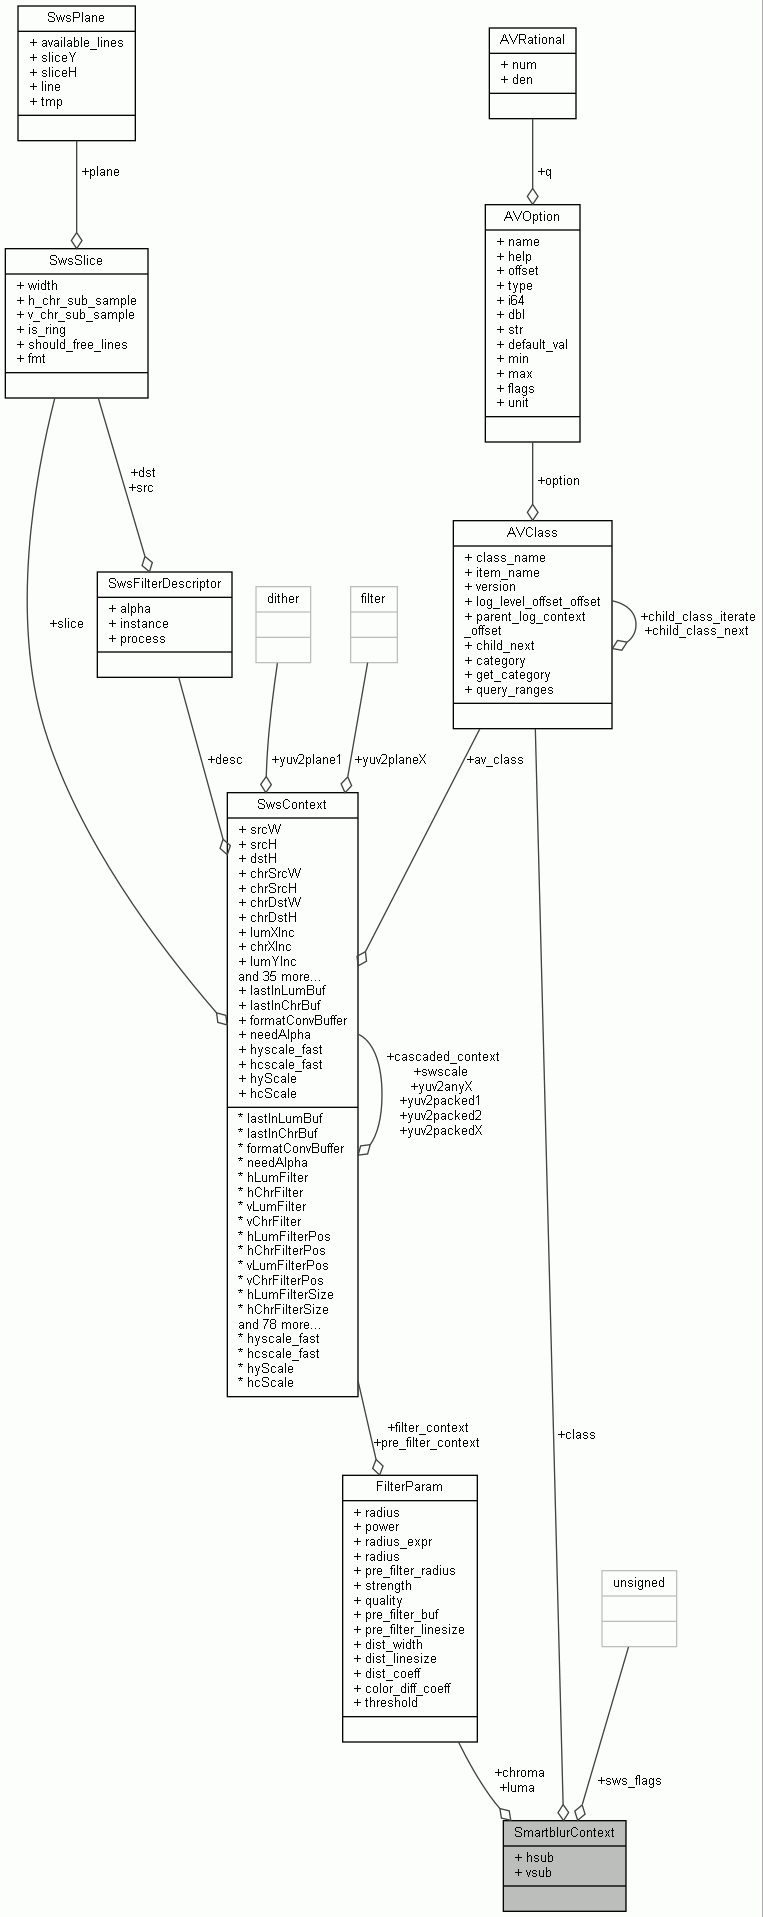 SwsPlane
+ available_lines
+ sliceY
+ sliceH
+ line
+ tmp
AVRational
+ num
+ den
+plane
+q
SwsSlice
+ width
+ h_chr_sub_sample
+ v_chr_sub_sample
+ is_ring
+ should_free_lines
+ fmt
AVOption
+ name
+ help
+ offset
+ type
+ i64
+ dbl
+ str
+ default_val
+ min
+ max
+ flags
+ unit
+dst
+src
+option
+slice
SwsFilterDescriptor
+ alpha
+ instance
+ process
dither
filter
AVClass
+ class_name
+ item_name
+ version
+ log_level_offset_offset
+ parent_log_context
_offset
+ child_next
+ category
+ get_category
+ query_ranges
+child_class_iterate
+child_class_next
+desc
+yuv2plane1
+yuv2planeX
+av_class
SwsContext
+ srcW
+ srcH
+ dstH
+ chrSrcW
+ chrSrcH
+ chrDstW
+ chrDstH
+ lumXInc
+ chrXInc
+ lumYInc
and 35 more...
+ lastInLumBuf
+ lastInChrBuf
+ formatConvBuffer
+ needAlpha
+ hyscale_fast
+ hcscale_fast
+ hyScale
+ hcScale
* lastInLumBuf
* lastInChrBuf
* formatConvBuffer
* needAlpha
* hLumFilter
* hChrFilter
* vLumFilter
* vChrFilter
* hLumFilterPos
* hChrFilterPos
* vLumFilterPos
* vChrFilterPos
* hLumFilterSize
* hChrFilterSize
and 78 more...
* hyscale_fast
* hcscale_fast
* hyScale
* hcScale
+cascaded_context
+swscale
+yuv2anyX
+yuv2packed1
+yuv2packed2
+yuv2packedX
+filter_context
+pre_filter_context
+class
FilterParam
+ radius
+ power
+ radius_expr
+ radius
+ pre_filter_radius
+ strength
+ quality
+ pre_filter_buf
+ pre_filter_linesize
+ dist_width
+ dist_linesize
+ dist_coeff
+ color_diff_coeff
+ threshold
unsigned
+chroma
+luma
+sws_flags
SmartblurContext
+ hsub
+ vsub